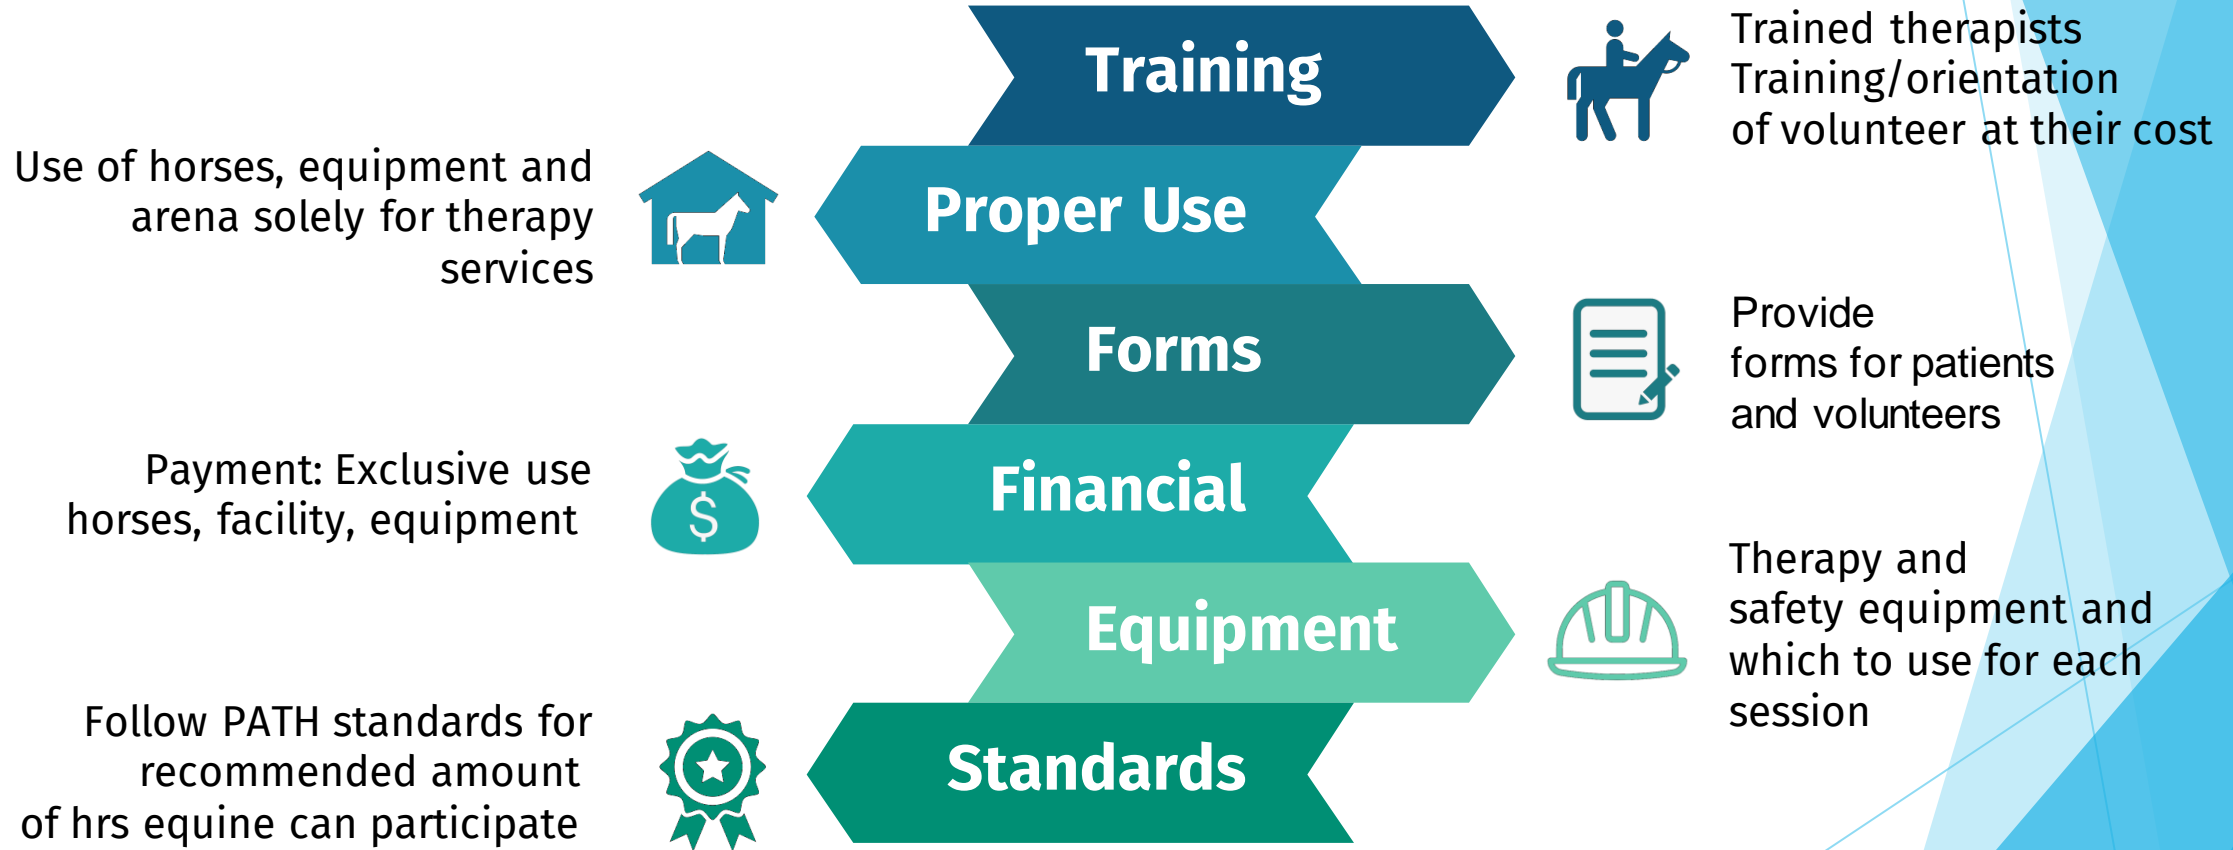 Training
Trained therapists
Training/orientation
of volunteer at their cost
Proper Use
Use of horses, equipment and
arena solely for therapy
services
Forms
Provide
forms for patients
and volunteers
Financial
$
Payment: Exclusive use
horses, facility, equipment
Equipment
Therapy and
safety equipment and
which to use for each
session
Standards
Follow PATH standards for
recommended amount
of hrs equine can participate